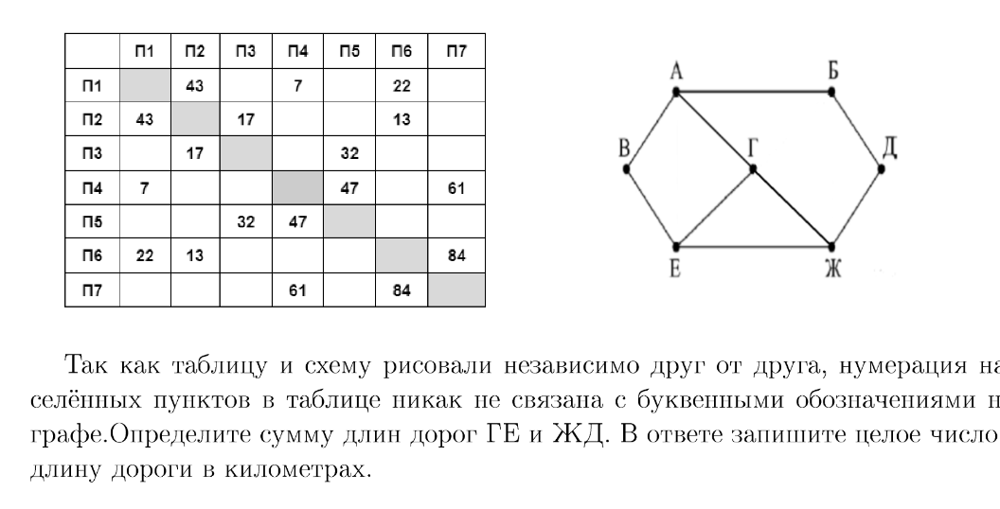 П1 П2 П3 П4 П5 П6 П7
П1 43 7 22
П2 43 17 13
П3 17 32
П4 7 47 61
П5 32 47
П6 22 13 84
П7 61 84
А Б
В Г Д
Е Ж
Так как таблицу и схему рисовали независимо друг от друга, нумерация на
селённых пунктов в таблице никак не связана с буквенными обозначениями н
графе.Определите сумму длин дорог ГЕ и ЖД. В ответе запишите целое число
длину дороги в километрах.